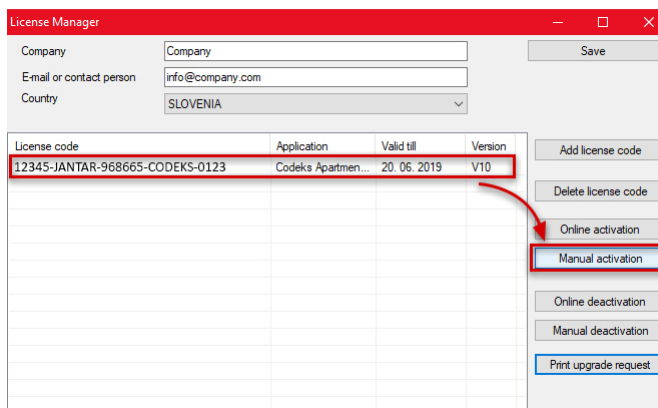 License Manager
Company Company Save
E-mail or contact person info@company.com
Country SLOVENIA
License code Application Valid till Version
12345-JANTAR-968665-CODEKS-0123 Codeks Apartmen... 20. 06. 2019 V10
Add license code
Delete license code
Online activation
Manual activation
Online deactivation
Manual deactivation
Print upgrade request